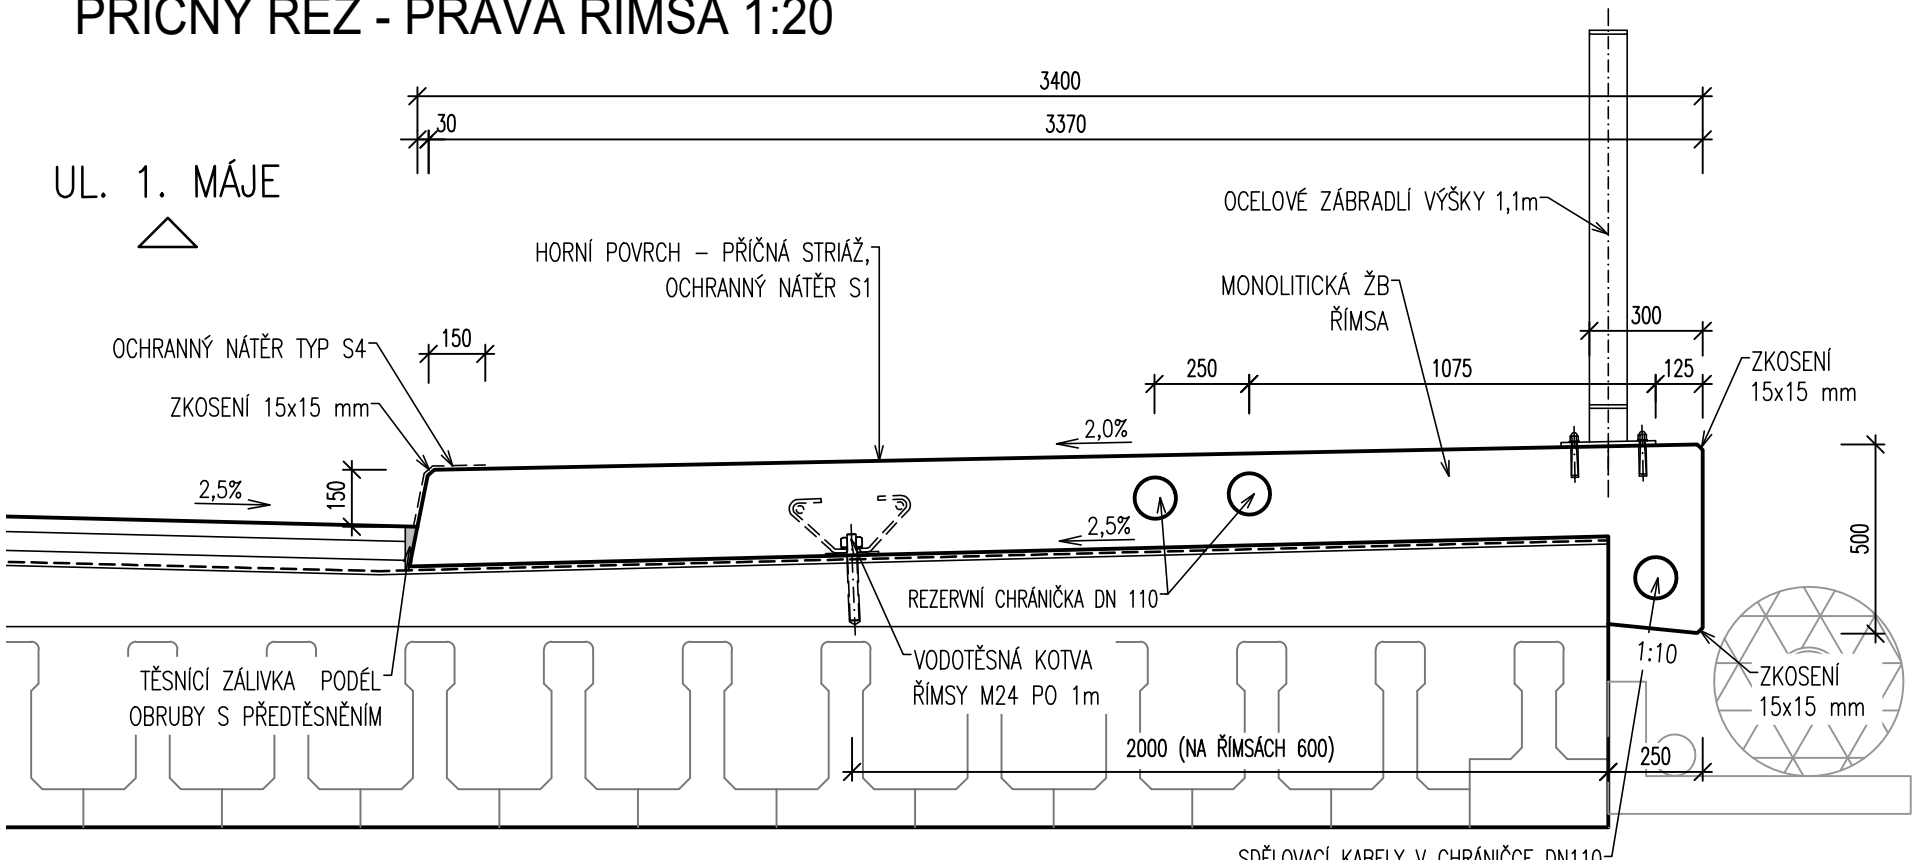 PŘÍČNÝ ŘEZ - PRAVÁ ŘÍMSA 1:20
3400
30
3370
UL. 1. MÁJE
OCELOVÉ ZÁBRADLÍ VÝŠKY 1,1m
HORNÍ POVRCH – PŘÍČNÁ STRIÁŽ,
OCHRANNÝ NÁTĚR S1
MONOLITICKÁ ŽB
ŘÍMSA
300
OCHRANNÝ NÁTĚR TYP S4
150
250
1075
125
ZKOSENÍ
15x15 mm
ZKOSENÍ 15x15 mm
2,0%
2,5%
150
2,5%
500
REZERVNÍ CHRÁNIČKA DN 110
1:10
VODOTĚSNÁ KOTVA
ŘÍMSY M24 PO 1m
TĚSNÍCÍ ZÁLIVKA PODÉL
OBRUBY S PŘEDTĚSNĚNÍM
ZKOSENÍ
15x15 mm
2000 (NA ŘÍMSÁCH 600)
250
SDĚLOVACÍ KABELY V CHRÁNIČCE DN110